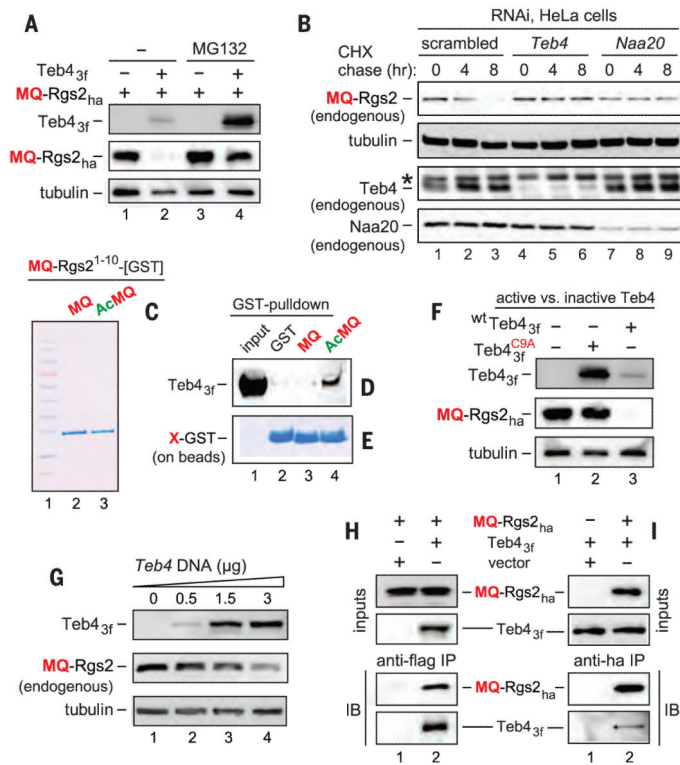 A
– MG132
Teb4 3f – + – +
MQ-Rgs2 ha + + + +
Teb4 3f –
MQ-Rgs2 ha –
tubulin –
1 2 3 4
B
RNAi, HeLa cells
CHX scrambled Teb4 Naa20
chase (hr): 0 4 8 0 4 8 0 4 8
MQ-Rgs2 –
(endogenous)
tubulin –
*
Teb4 –
(endogenous)
Naa20 –
(endogenous)
1 2 3 4 5 6 7 8 9
MQ-Rgs2 1-10-[GST]
MQ AcMQ
1 2 3
C
GST-pulldown
input GST MQ AcMQ
Teb4 3f –
D
X-GST –
(on beads)
E
1 2 3 4
F
active vs. inactive Teb4
wt Teb4 3f – – +
Teb4 3f C9A – + –
Teb4 3f –
MQ-Rgs2 ha –
tubulin –
1 2 3
G
Teb4 DNA (µg)
0 0.5 1.5 3
Teb4 3f –
MQ-Rgs2 –
(endogenous)
tubulin –
1 2 3 4
H I
+ + MQ-Rgs2 ha – +
– + Teb4 3f + +
+ – vector + –
inputs – MQ-Rgs2 ha – inputs
– Teb4 3f –
anti-flag IP anti-ha IP
IB – MQ-Rgs2 ha – IB
– Teb4 3f –
1 2 1 2